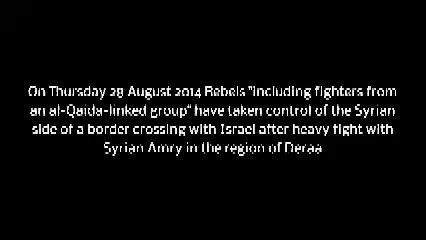 On Thursday 28 August 2014 Rebels "including fighters from
an al-Qaida-linked group" have taken control of the Syrian
side of a border crossing with Israel after heavy fight with
Syrian Amry in the region of Deraa